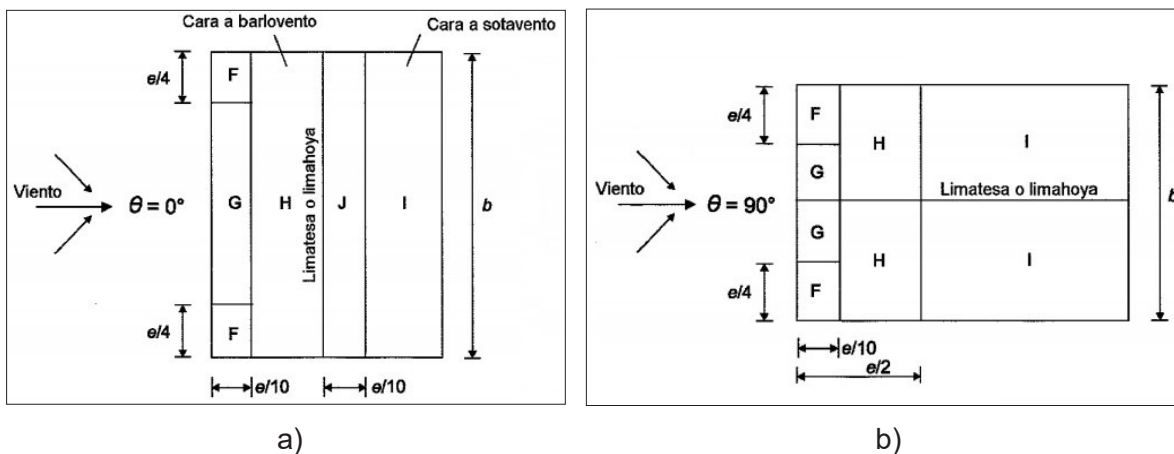 Cara a barlovento
Cara a sotavento
e/4
F
Viento
θ = 0°
G
H
Limatesa o limahoya
J
I
b
e/4
F
e/10
e/10
a)
e/4
F
H
I
G
Viento
θ = 90°
Limatesa o limahoya
b
G
H
I
e/4
F
e/10
e/2
b)